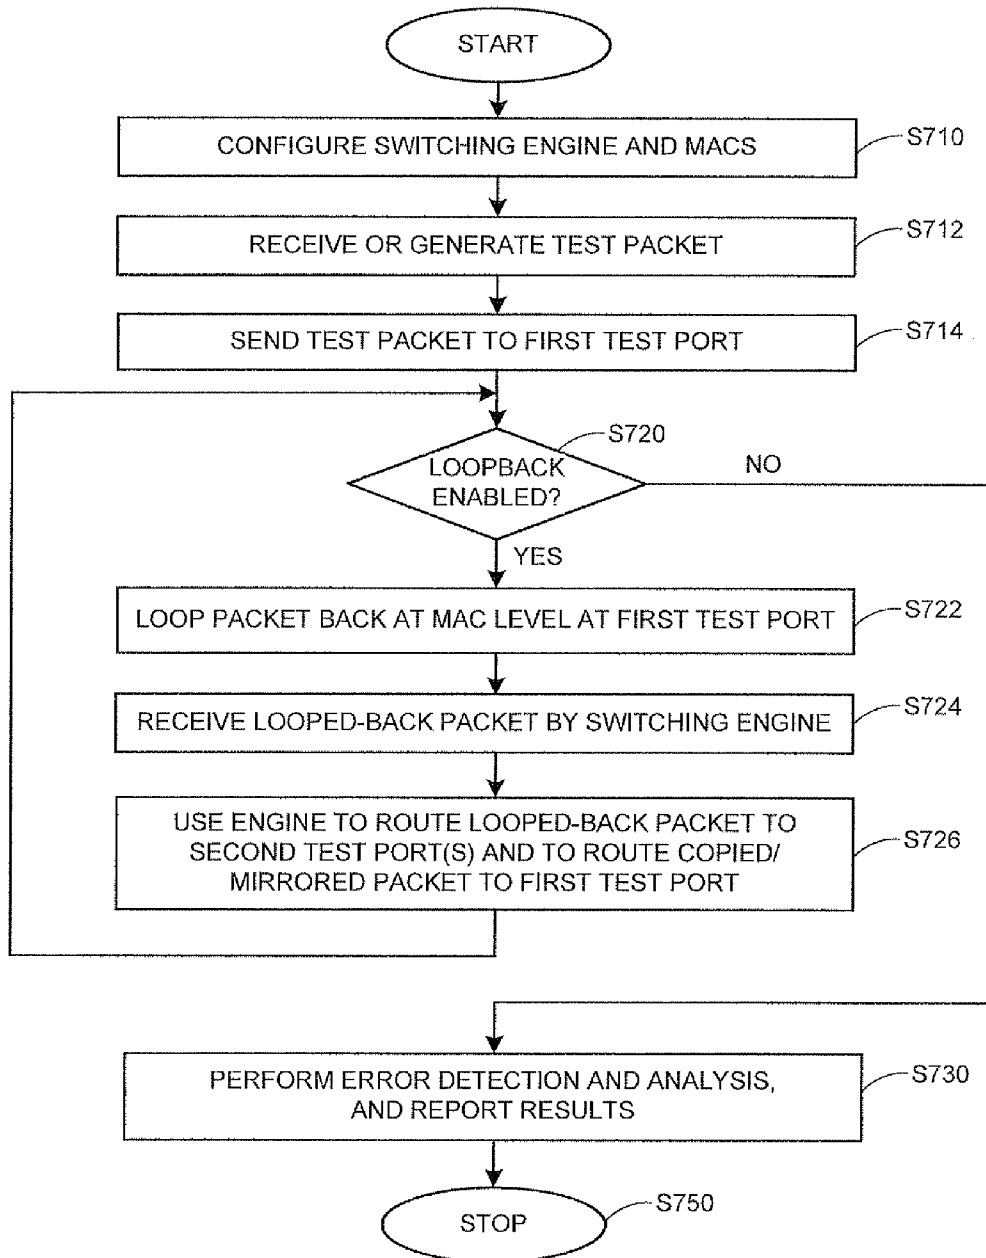 START
CONFIGURE SWITCHING ENGINE AND MACS
S710
RECEIVE OR GENERATE TEST PACKET
S712
SEND TEST PACKET TO FIRST TEST PORT
S714
S720
LOOPBACK
ENABLED?
NO
YES
LOOP PACKET BACK AT MAC LEVEL AT FIRST TEST PORT
S722
RECEIVE LOOPED-BACK PACKET BY SWITCHING ENGINE
S724
USE ENGINE TO ROUTE LOOPED-BACK PACKET TO
SECOND TEST PORT(S) AND TO ROUTE COPIED/
MIRRORED PACKET TO FIRST TEST PORT
S726
PERFORM ERROR DETECTION AND ANALYSIS,
AND REPORT RESULTS
S730
STOP
S750